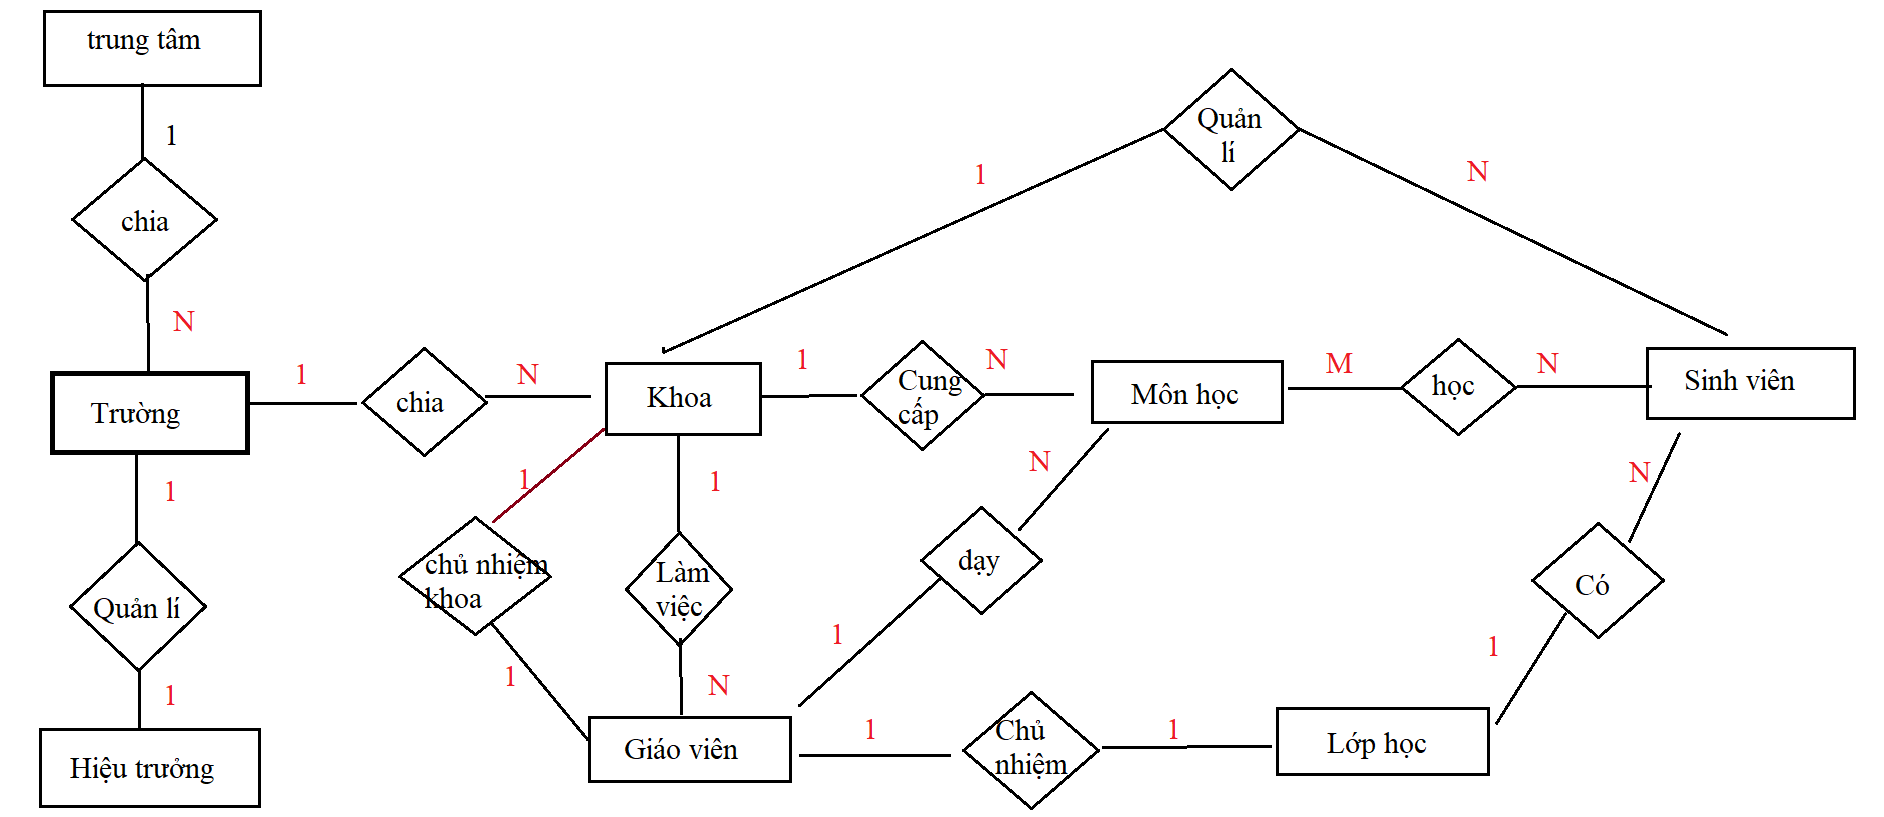 trung tâm
1
chia
N
Trường
1
chia
N
Khoa
1
Cung
cấp
N
Môn học
M
học
N
Sinh viên
1
Quản
lí
N
1
Quản lí
1
Hiệu trưởng
1
chủ nhiệm
khoa
1
1
Làm
việc
N
Giáo viên
N
dạy
1
1
Chủ
nhiệm
1
Lớp học
N
Có
1